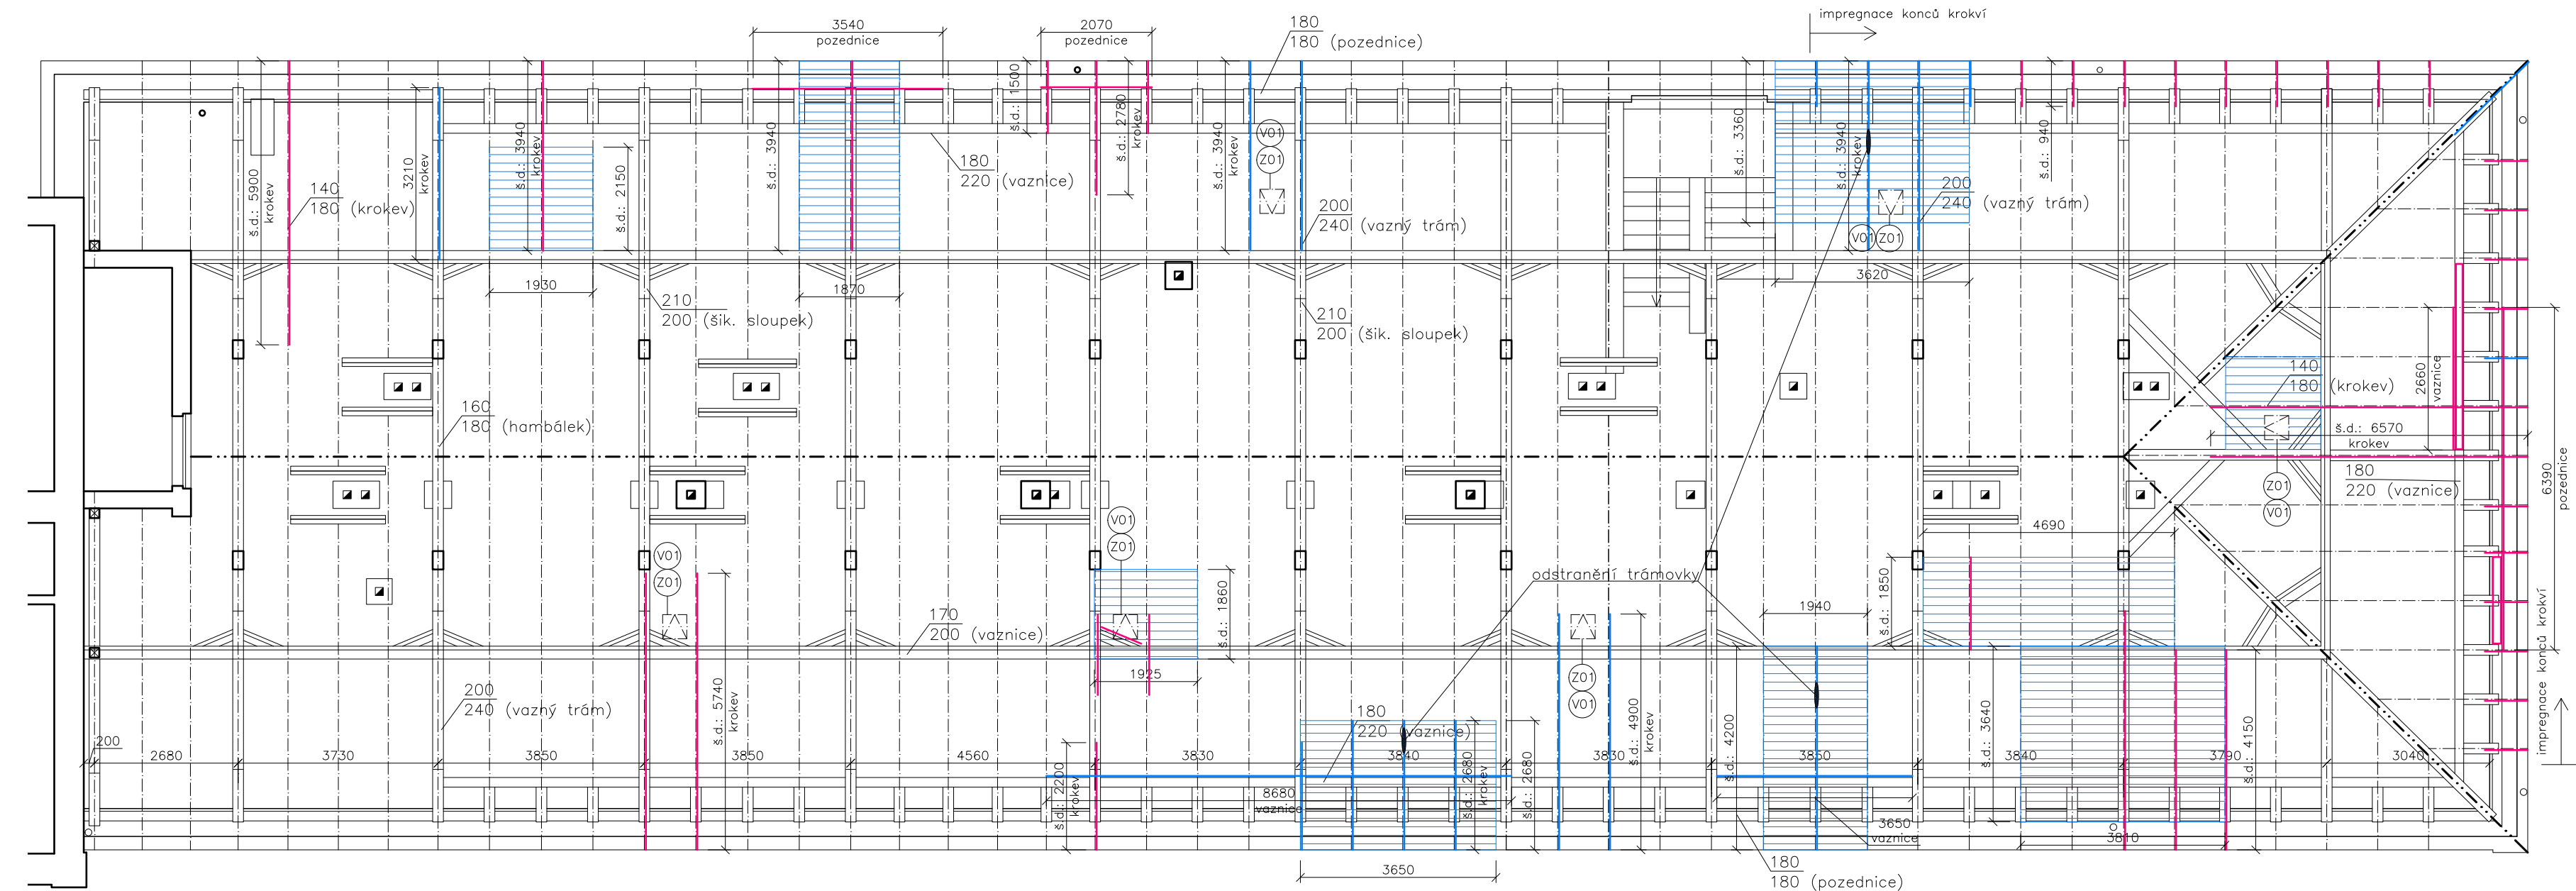 impregnace konců krokví
3540
pozednice
2070
pozednice
180
180 (pozednice)
š.d.: 5900
krokev
140
180 (krokev)
3210
krokev
š.d.: 3940
krokev
š.d.: 2150
š.d.: 3940
180
220 (vaznice)
š.d.: 1500
š.d.: 2780
krokev
š.d.: 3940
krokev
V01
Z01
200
240 (vazný trám)
š.d.: 3360
š.d.: 3940
krokev
V01
Z01
200
240 (vazný trám)
š.d.: 940
1930
1870
3620
210
200 (šik. sloupek)
210
200 (šik. sloupek)
160
180 (hambálek)
140
180 (krokev)
2660
vaznice
š.d.: 6570
krokev
180
220 (vaznice)
6390
pozednice
Z01
V01
V01
Z01
V01
Z01
4690
odstranění trámovky
š.d.: 1860
1925
170
200 (vaznice)
1940
š.d.: 1850
Z01
V01
š.d.: 5740
krokev
200
240 (vazný trám)
180
220 (vaznice)
š.d.: 4900
krokev
š.d.: 4200
š.d.: 3640
š.d.: 4150
impregnace konců krokví
200
2680
3730
3850
3850
4560
3830
3840
3830
3850
3840
3790
3040
š.d.: 2200
krokev
8680
vaznice
š.d.: 2680
krokev
š.d.: 2680
3650
vaznice
3810
3650
180
180 (pozednice)